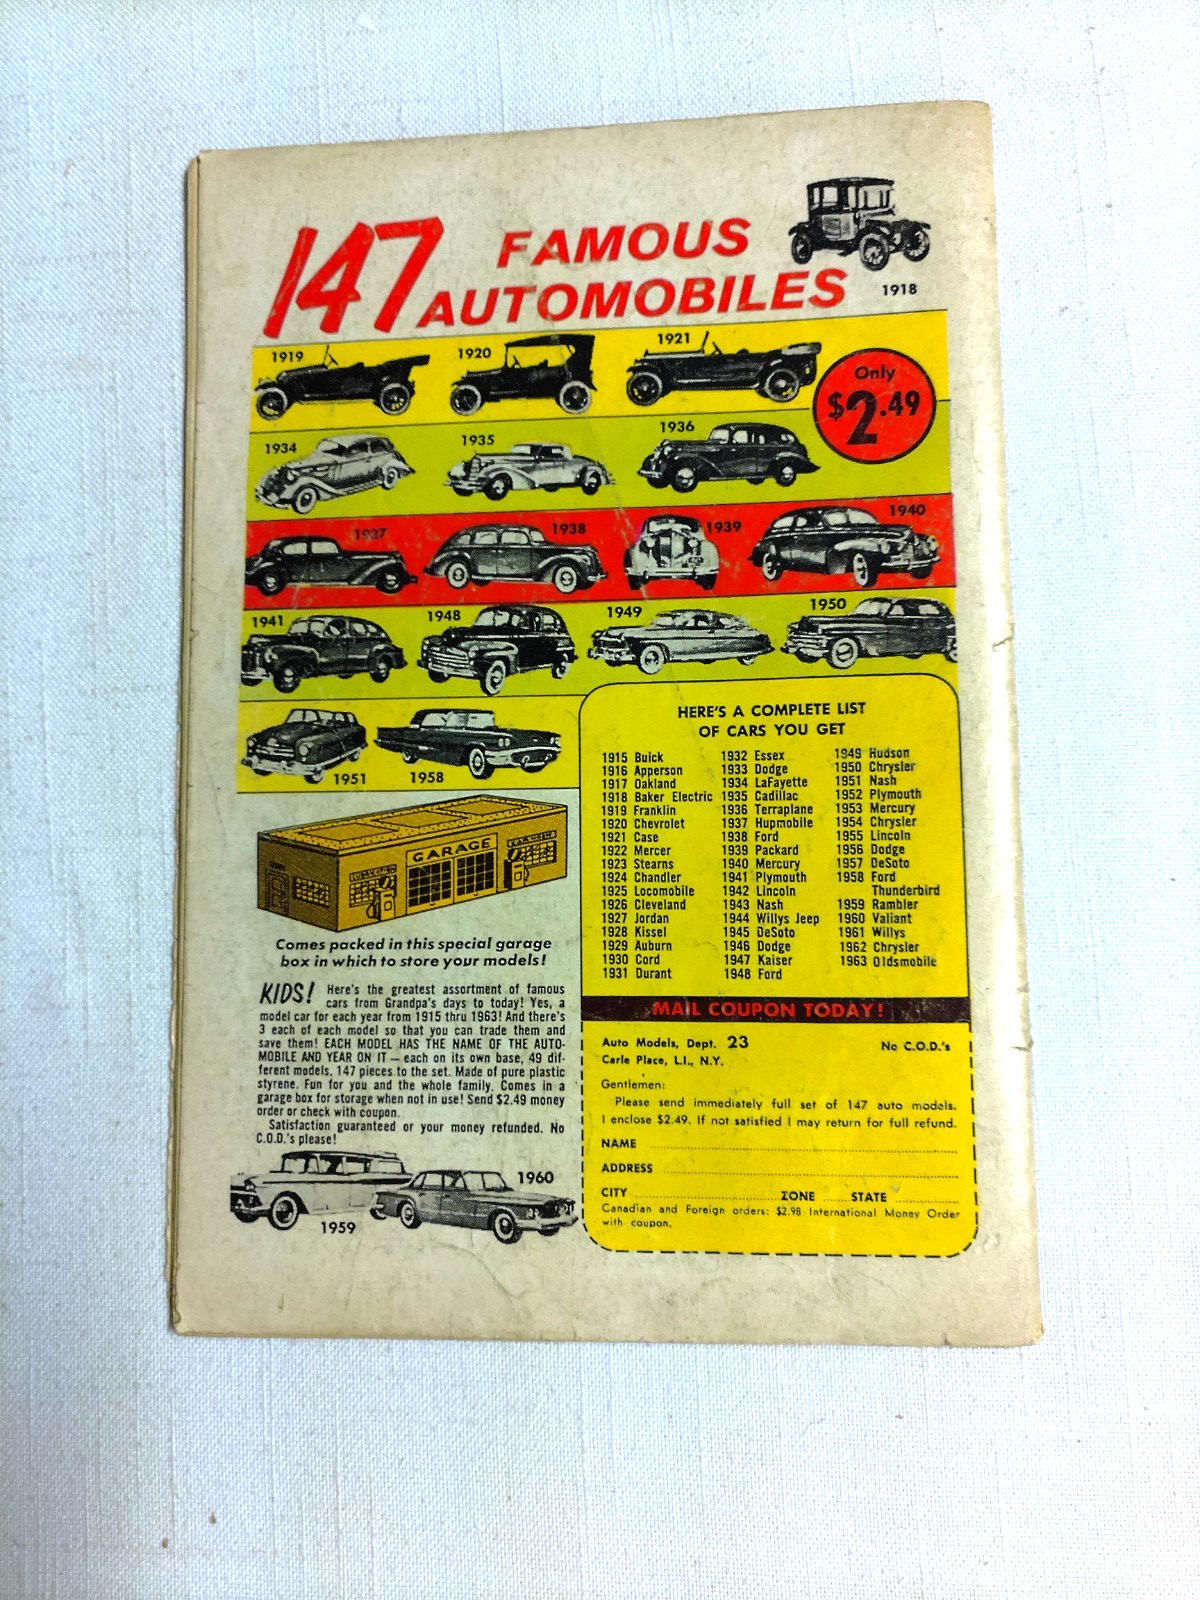 147 FAMOUS
AUTOMOBILES
1918
1919
1920
1921
Only
$2.49
1934
1935
1936
1937
1938
1939
1940
1941
1948
1949
1950
1951
1958
GARAGE
Comes packed in this special garage
box in which to store your models!
KIDS! Here's the greatest assortment of famous
cars from Grandpa's days to today! Yes, a
model car for each year from 1915 thru 1963! And there's
3 each of each model so that you can trade them and
save them! EACH MODEL HAS THE NAME OF THE AUTO-
MOBILE AND YEAR ON IT — each on its own base, 49 dif-
ferent models, 147 pieces to the set. Made of pure plastic
styrene. Fun for you and the whole family. Comes in a
garage box for storage when not in use! Send $2.49 money
order or check with coupon.
Satisfaction guaranteed or your money refunded. No
C.O.D.'s please!
1959
1960
HERE'S A COMPLETE LIST
OF CARS YOU GET
1915 Buick
1916 Apperson
1917 Oakland
1918 Baker Electric
1919 Franklin
1920 Chevrolet
1921 Case
1922 Mercer
1923 Stearns
1924 Chandler
1925 Locomobile
1926 Cleveland
1927 Jordan
1928 Kissel
1929 Auburn
1930 Cord
1931 Durant
1932 Essex
1933 Dodge
1934 LaFayette
1935 Cadillac
1936 Terraplane
1937 Hupmobile
1938 Ford
1939 Packard
1940 Mercury
1941 Plymouth
1942 Lincoln
1943 Nash
1944 Willys Jeep
1945 DeSoto
1946 Dodge
1947 Kaiser
1948 Ford
1949 Hudson
1950 Chrysler
1951 Nash
1952 Plymouth
1953 Mercury
1954 Chrysler
1955 Lincoln
1956 Dodge
1957 DeSoto
1958 Ford
Thunderbird
1959 Rambler
1960 Valiant
1961 Willys
1962 Chrysler
1963 Oldsmobile
MAIL COUPON TODAY!
Auto Models, Dept. 23 No C.O.D.'s
Carle Place, L.I., N.Y.
Gentlemen:
Please send immediately full set of 147 auto models.
I enclose $2.49. If not satisfied I may return for full refund.
NAME
ADDRESS
CITY ZONE STATE
Canadian and Foreign orders: $2.98 International Money Order
with coupon.